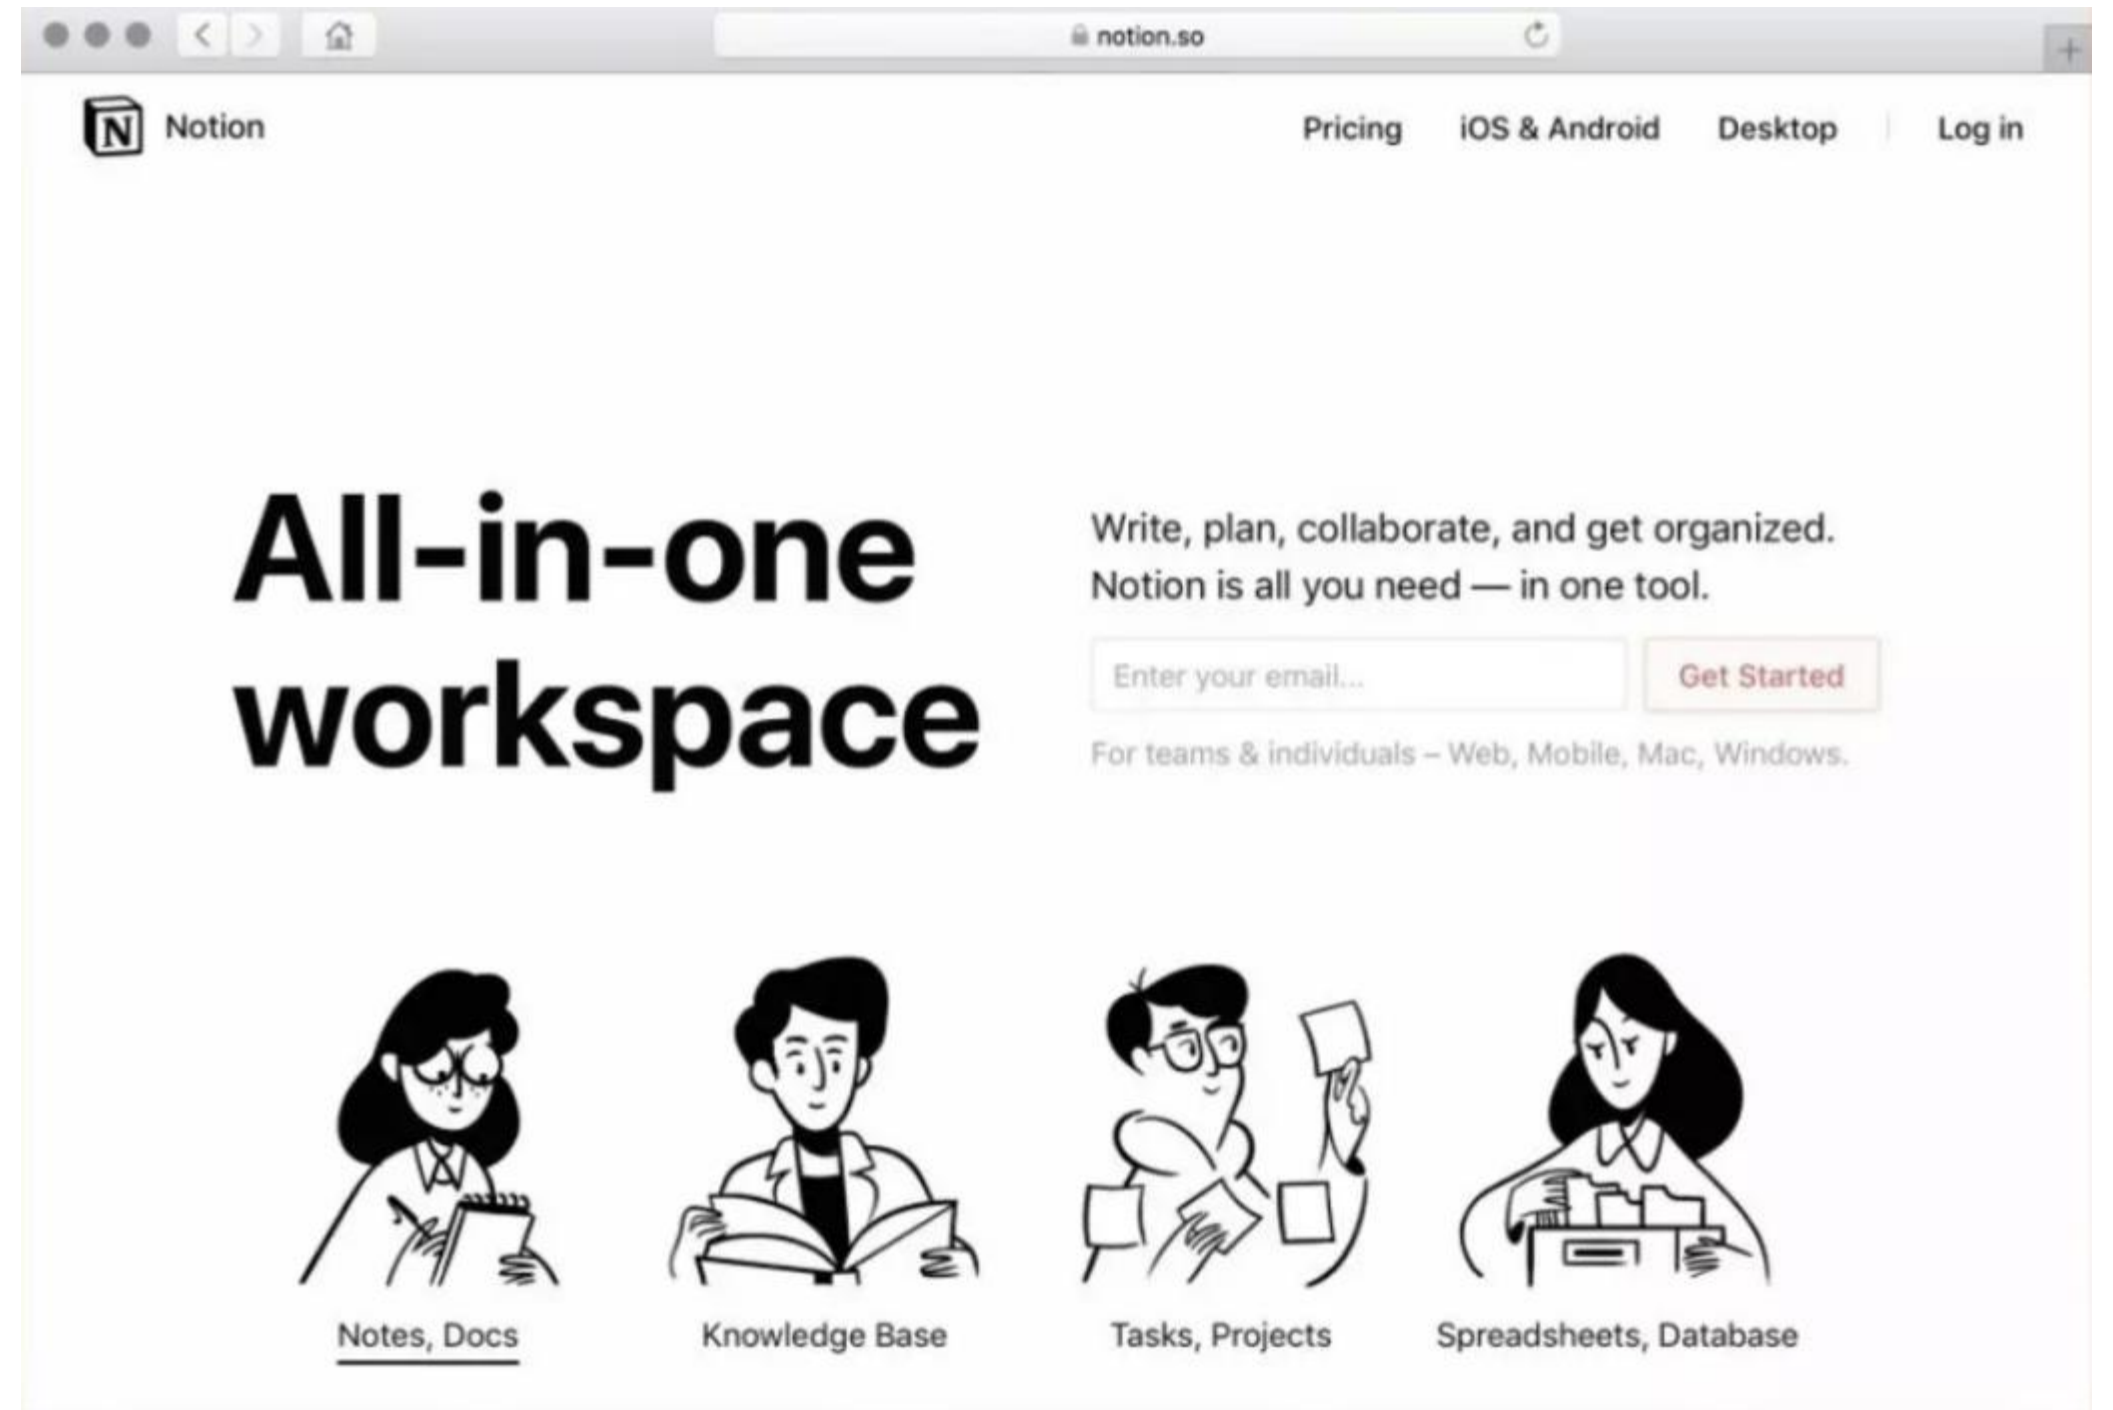 notion.so
N Notion
Pricing
iOS & Android
Desktop
Log in
All-in-one
workspace
Write, plan, collaborate, and get organized.
Notion is all you need — in one tool.
Enter your email...
Get Started
For teams & individuals – Web, Mobile, Mac, Windows.
Notes, Docs
Knowledge Base
Tasks, Projects
Spreadsheets, Database